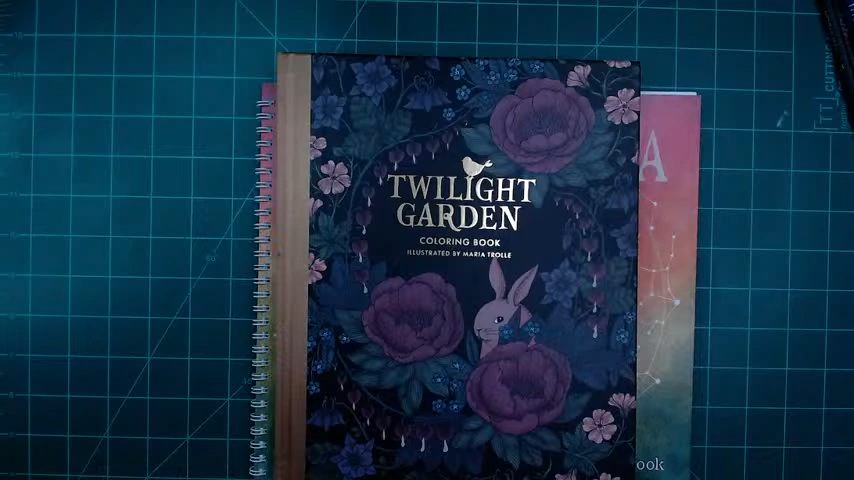 TWILIGHT
GARDEN
COLORING BOOK
ILLUSTRATED BY MARIA TROLLE
A
ook